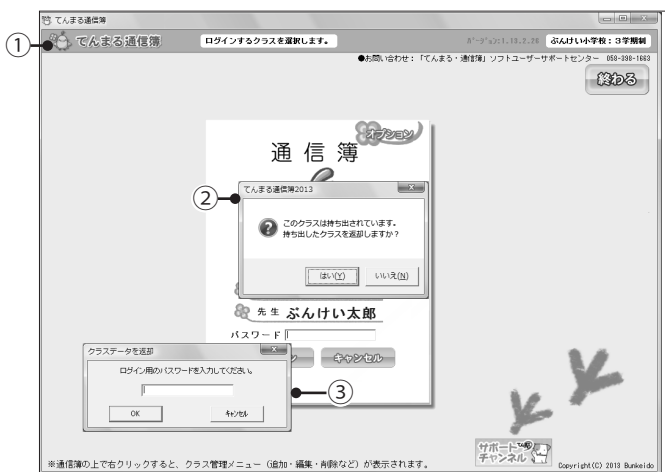 てんまる通信簿
①
てんまる通信簿
ログインするクラスを選択します。
ﾊﾞｰｼﾞｮﾝ:1.13.2.28
ぶんけい小学校:3学期制
●お問い合わせ:「てんまる・通信簿」ソフトユーザーサポートセンター 058-398-1663
終わる
オプション
通信簿
②
てんまる通信簿2013
このクラスは持ち出されています。
持ち出したクラスを返却しますか?
はい(Y)
いいえ(N)
先生 ぶんけい太郎
パスワード
ン
キャンセル
クラスデータを返却
ログイン用のパスワードを入力してください。
③
OK
ｷｬﾝｾﾙ
サポート
チャンネル
Copyright(C) 2013 Bunkeido
※通信簿の上で右クリックすると、クラス管理メニュー(追加・編集・削除など)が表示されます。